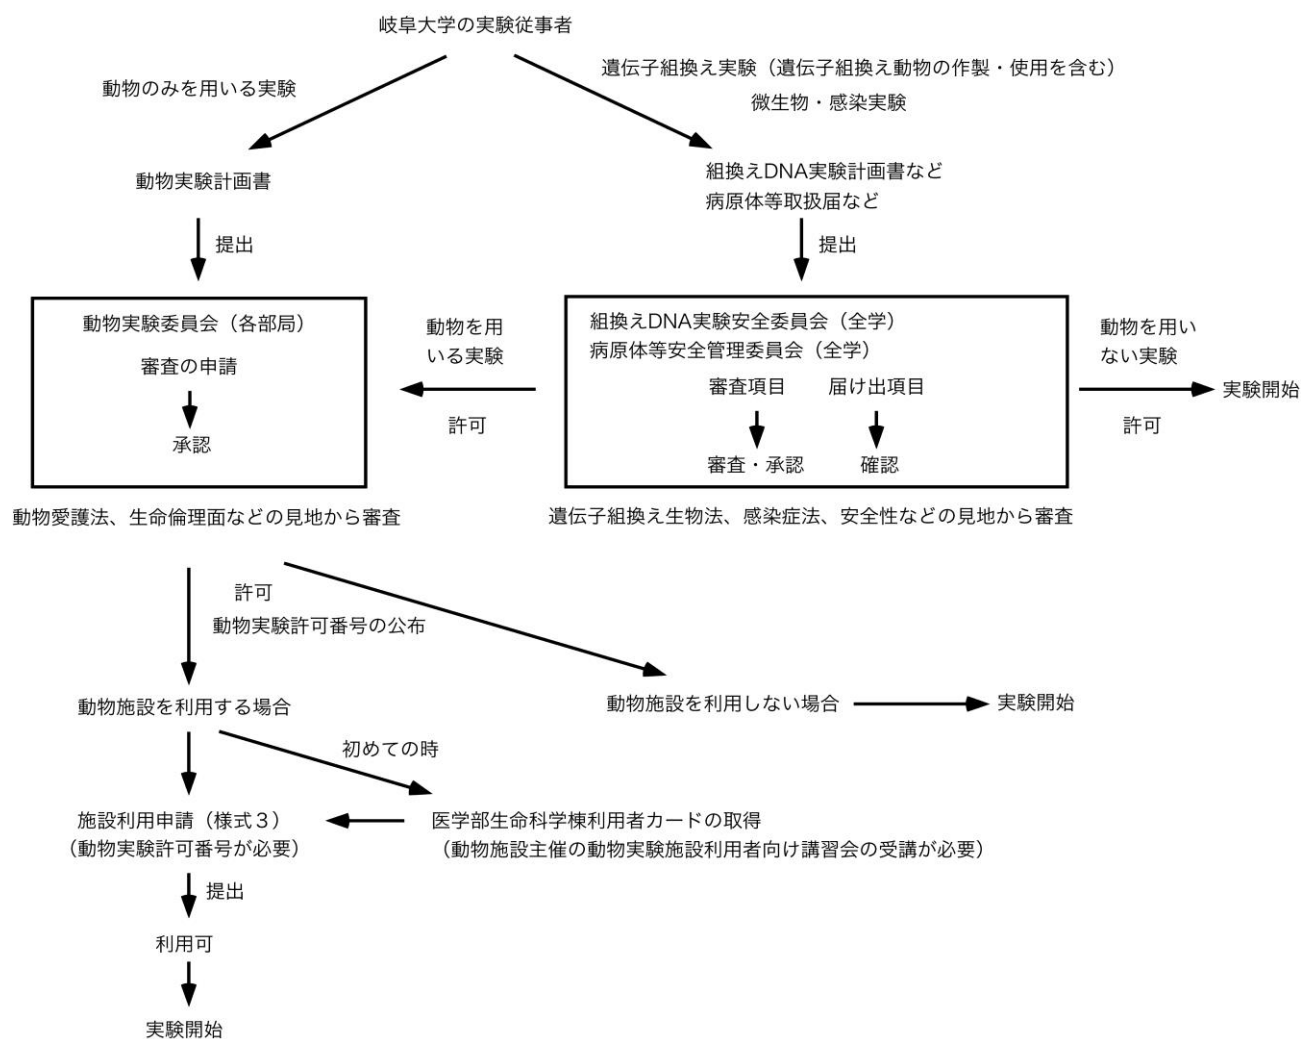 岐阜大学の実験従事者
動物のみを用いる実験
遺伝子組換え実験（遺伝子組換え動物の作製・使用を含む）
微生物・感染実験
動物実験計画書
組換えDNA実験計画書など
病原体等取扱届など
提出
提出
動物実験委員会（各部局）
審査の申請
承認
動物を用
いる実験
許可
組換えDNA実験安全委員会（全学）
病原体等安全管理委員会（全学）
審査項目
届け出項目
審査・承認
確認
動物を用い
ない実験
許可
実験開始
動物愛護法、生命倫理面などの見地から審査
遺伝子組換え生物法、感染症法、安全性などの見地から審査
許可
動物実験許可番号の公布
動物施設を利用する場合
動物施設を利用しない場合
実験開始
初めての時
施設利用申請（様式３）
（動物実験許可番号が必要）
医学部生命科学棟利用者カードの取得
（動物施設主催の動物実験施設利用者向け講習会の受講が必要）
提出
利用可
実験開始